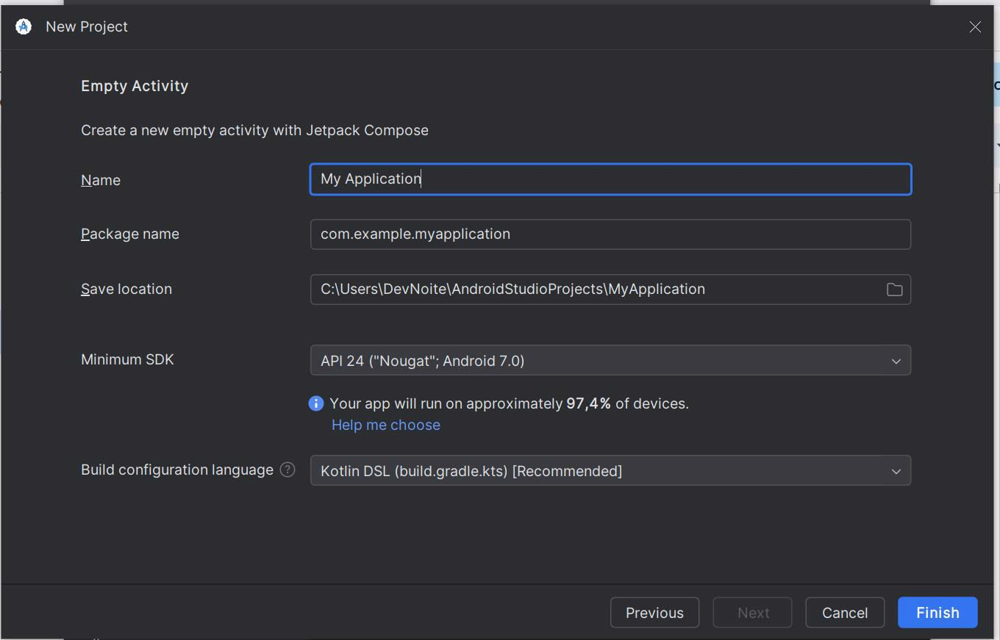 New Project
Empty Activity
Create a new empty activity with Jetpack Compose
Name
My Application
Package name
com.example.myapplication
Save location
C:\Users\DevNoite\AndroidStudioProjects\MyApplication
Minimum SDK
API 24 ("Nougat"; Android 7.0)
Your app will run on approximately 97,4% of devices.
Help me choose
Build configuration language ?
Kotlin DSL (build.gradle.kts) [Recommended]
Previous
Next
Cancel
Finish